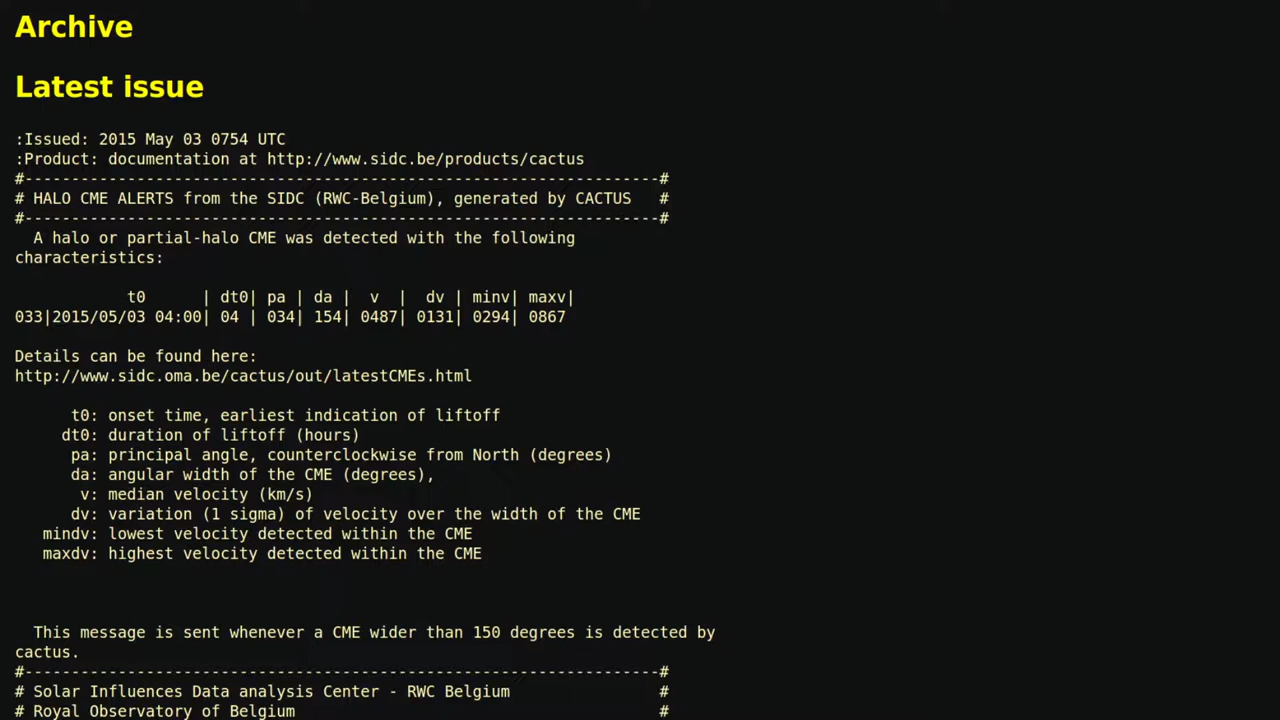 Archive
Latest issue
:Issued: 2015 May 03 0754 UTC
:Product: documentation at http://www.sidc.be/products/cactus
#--------------------------------------------------------------------#
# HALO CME ALERTS from the SIDC (RWC-Belgium), generated by CACTUS   #
#--------------------------------------------------------------------#
  A halo or partial-halo CME was detected with the following
characteristics:
            t0      | dt0| pa | da |  v  |  dv | minv| maxv|
033|2015/05/03 04:00| 04 | 034| 154| 0487| 0131| 0294| 0867
Details can be found here:
http://www.sidc.oma.be/cactus/out/latestCMEs.html
      t0: onset time, earliest indication of liftoff
     dt0: duration of liftoff (hours)
      pa: principal angle, counterclockwise from North (degrees)
      da: angular width of the CME (degrees),
       v: median velocity (km/s)
      dv: variation (1 sigma) of velocity over the width of the CME
   mindv: lowest velocity detected within the CME
   maxdv: highest velocity detected within the CME
  This message is sent whenever a CME wider than 150 degrees is detected by
cactus.
#--------------------------------------------------------------------#
# Solar Influences Data analysis Center - RWC Belgium                #
# Royal Observatory of Belgium                                       #